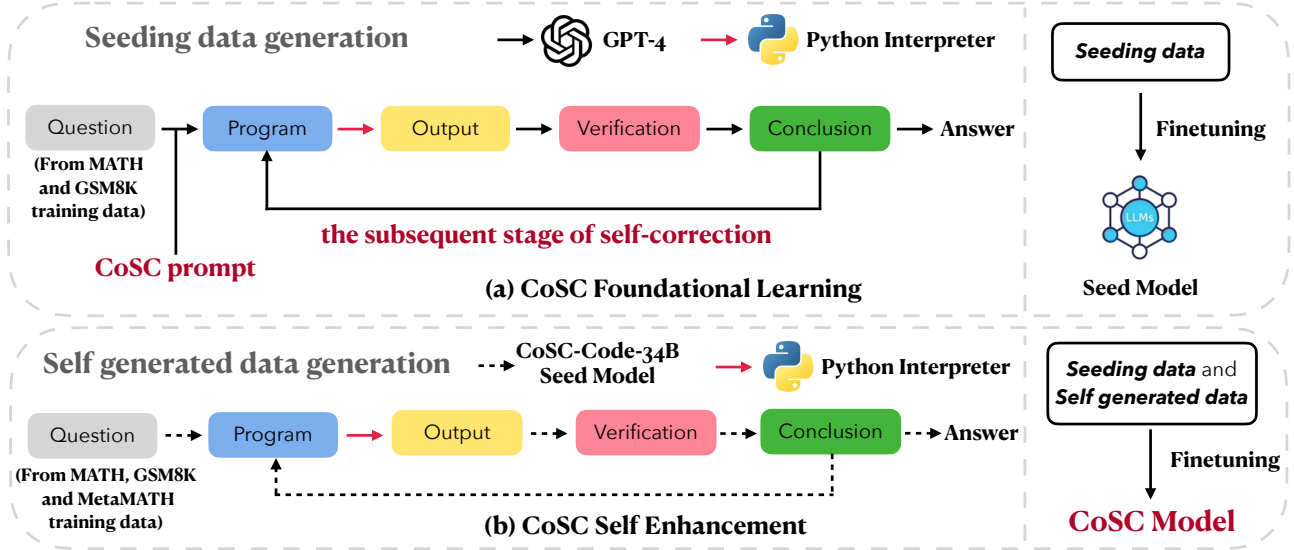 Seeding data generation
GPT-4
Python Interpreter
Question
Program
Output
Verification
Conclusion
Answer
(From MATH
and GSM8K
training data)
the subsequent stage of self-correction
CoSC prompt
(a) CoSC Foundational Learning
Seeding data
Finetuning
LLMs
Seed Model
Self generated data generation
CoSC-Code-34B
Seed Model
Python Interpreter
Question
Program
Output
Verification
Conclusion
Answer
(From MATH, GSM8K
and MetaMATH
training data)
(b) CoSC Self Enhancement
Seeding data and
Self generated data
Finetuning
CoSC Model